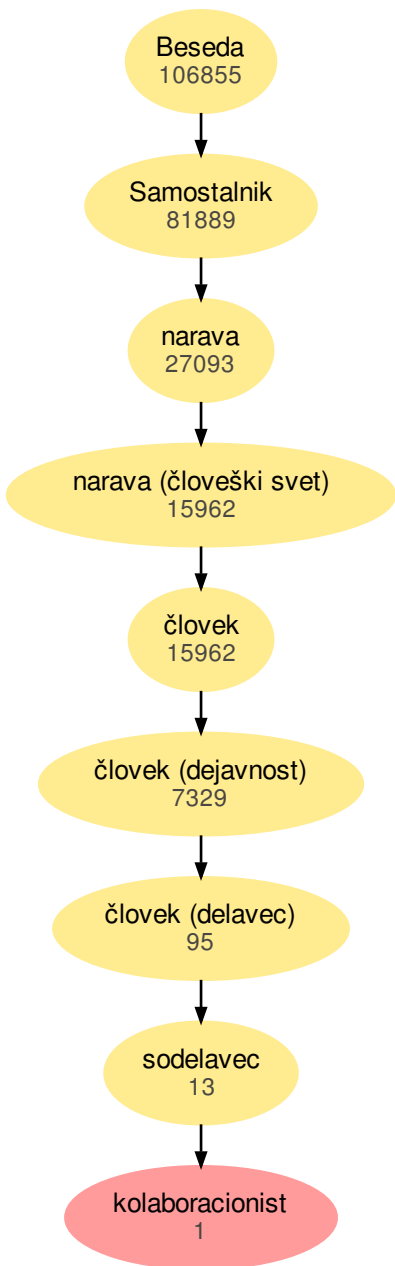 Beseda
106855
Samostalnik
81889
narava
27093
narava (človeški svet)
15962
človek
15962
človek (dejavnost)
7329
človek (delavec)
95
sodelavec
13
kolaboracionist
1